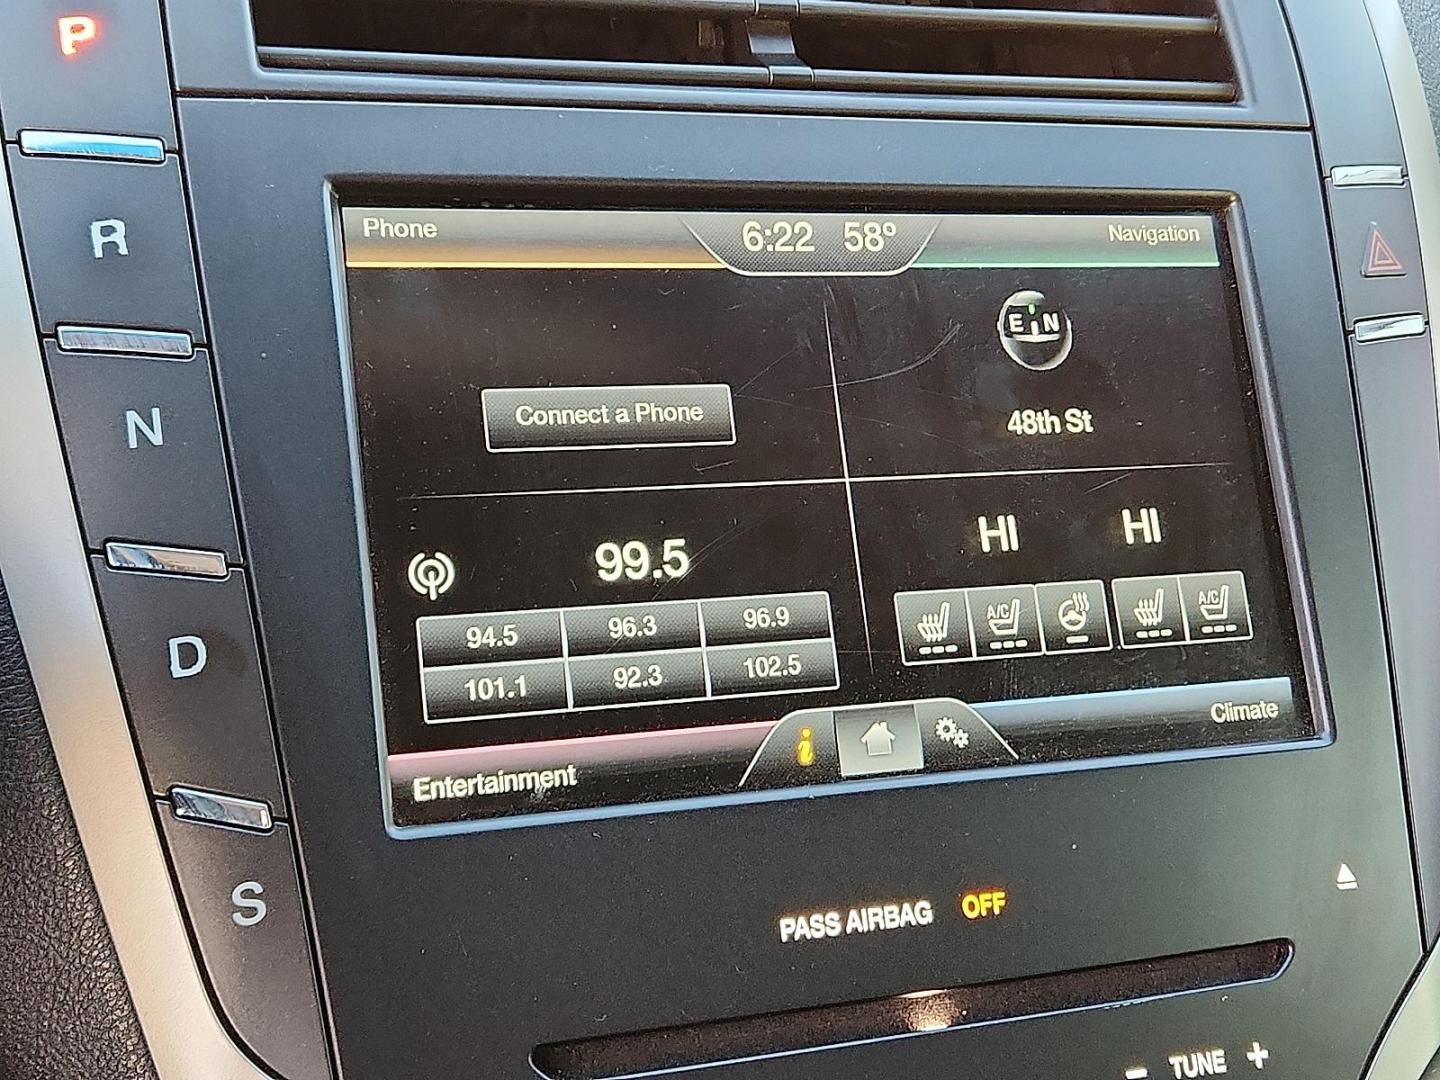 P
R
N
D
S
Phone
6:22 58°
Navigation
E N
Connect a Phone
48th St
99.5
94.5 96.3 96.9
101.1 92.3 102.5
HI HI
A/C A/C
Entertainment
i
Climate
PASS AIRBAG OFF
- TUNE +